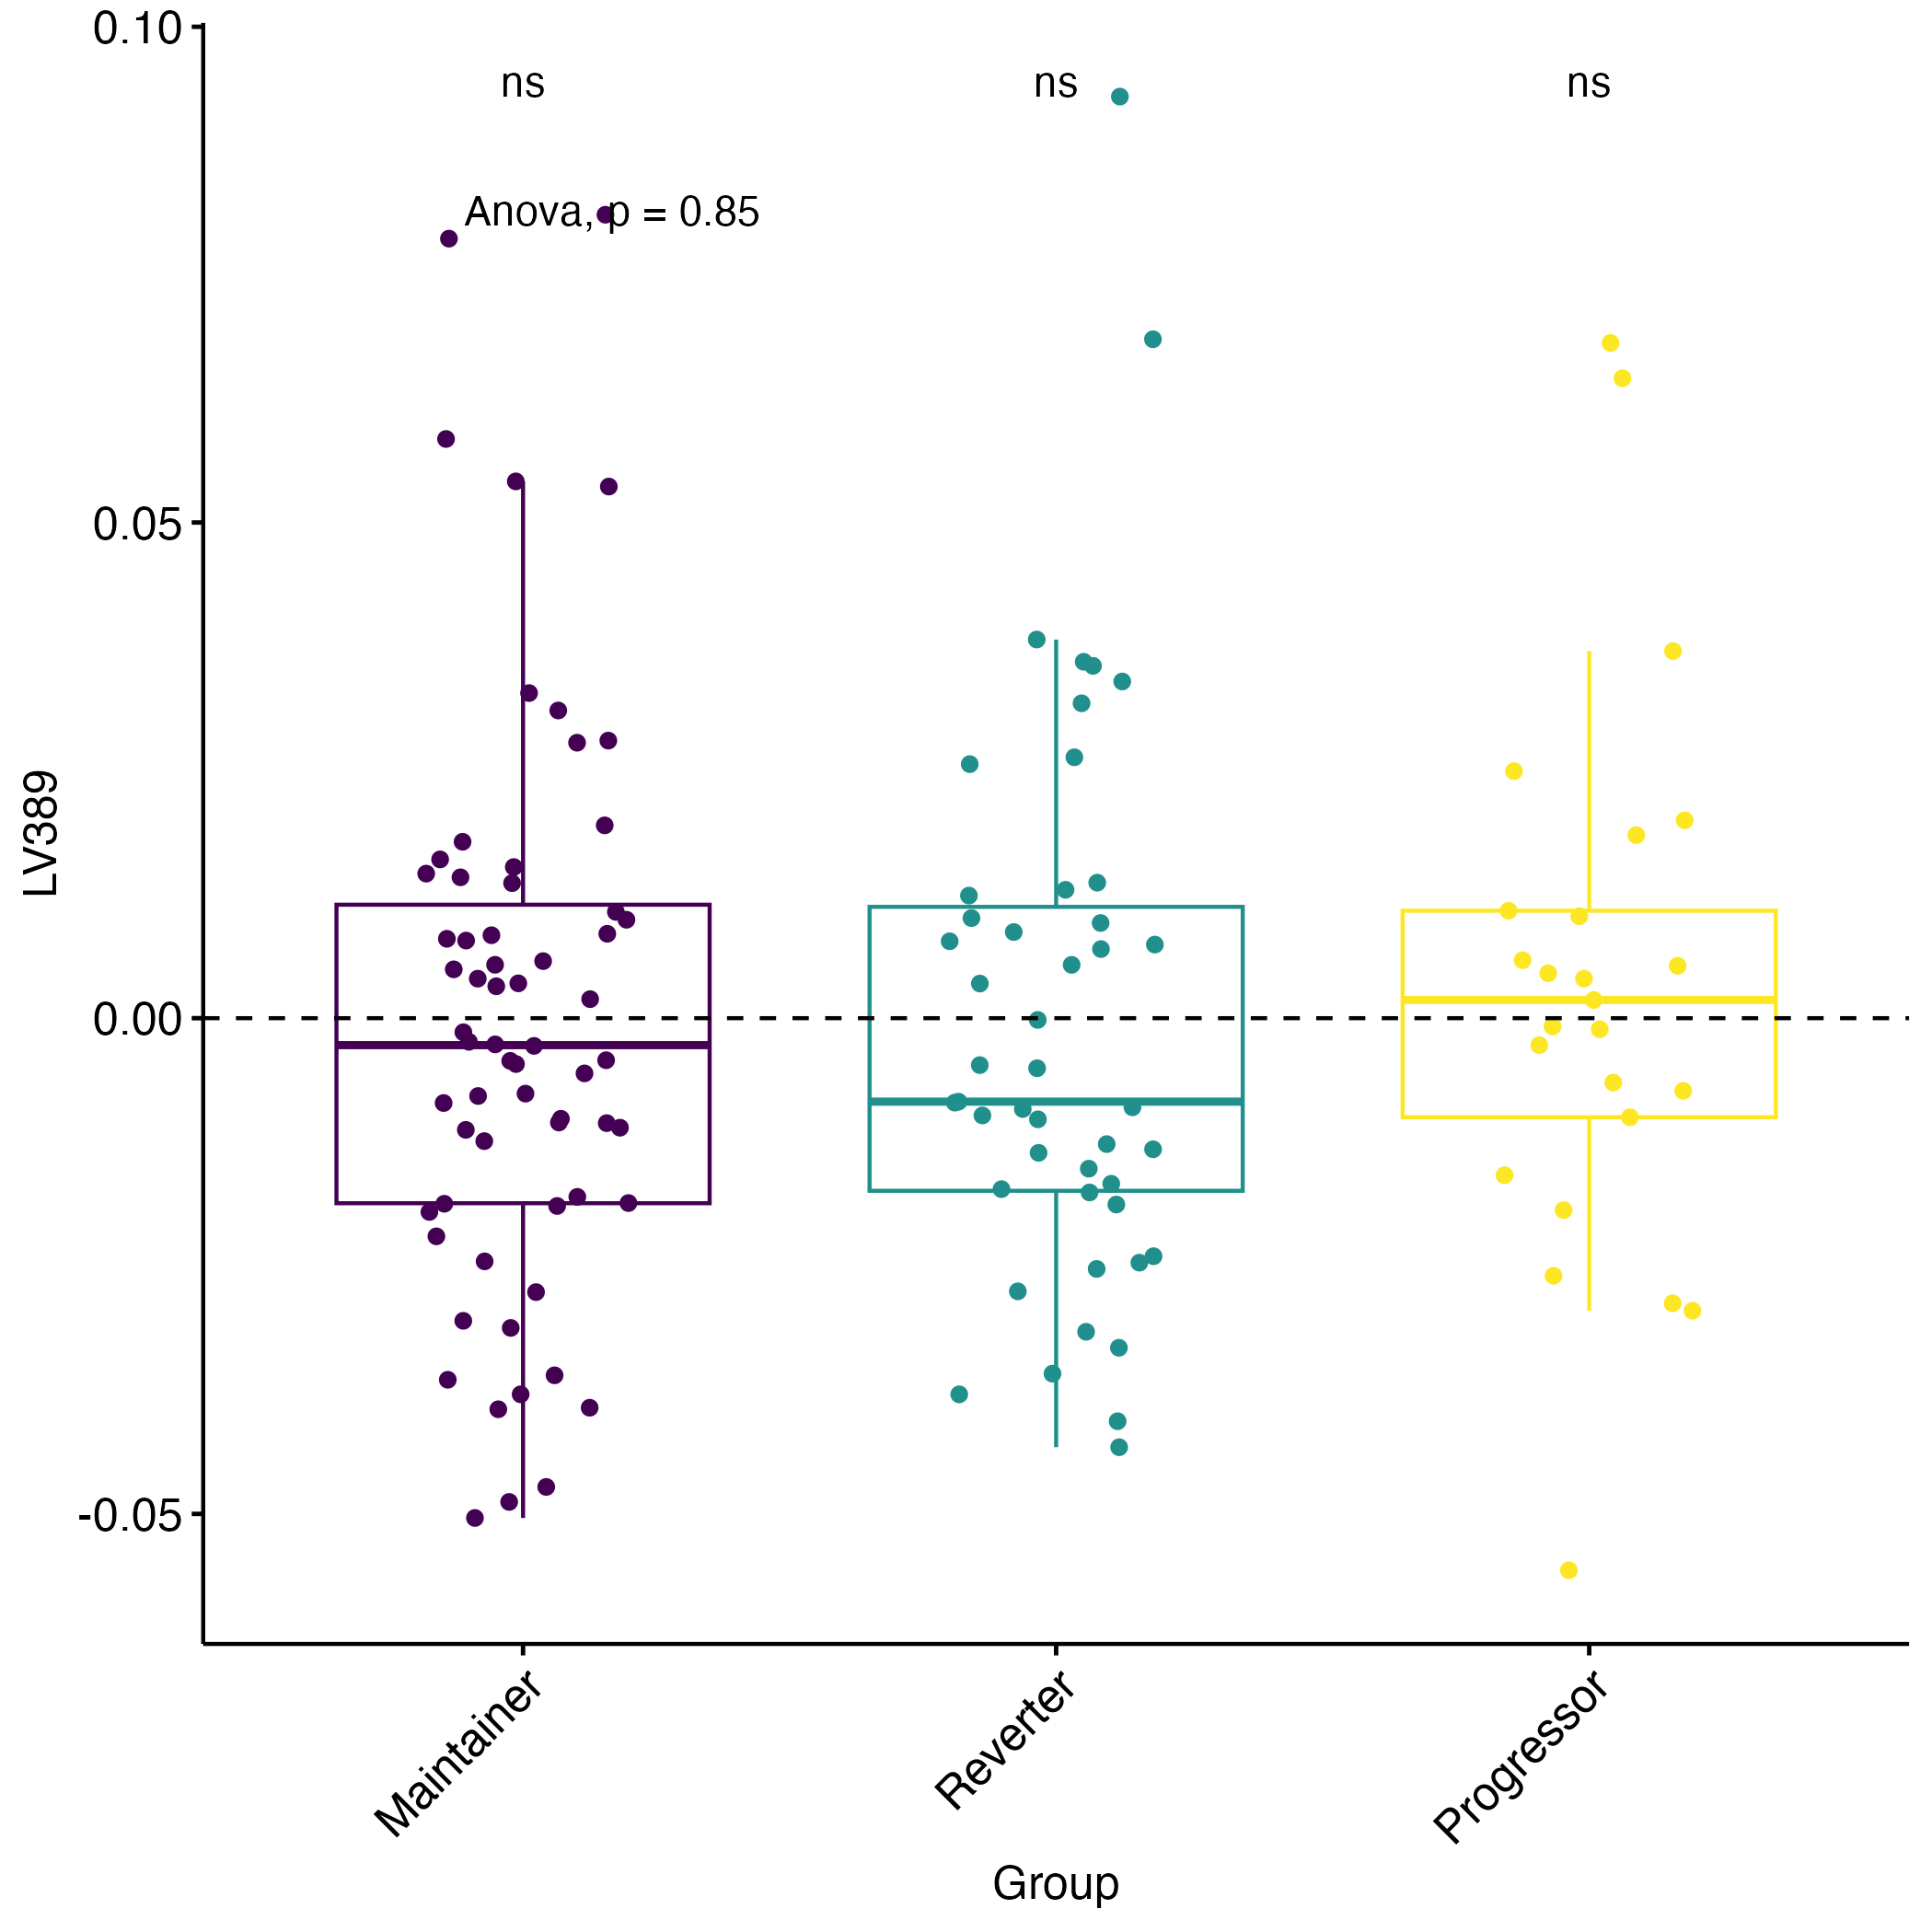 0.10
ns ns ns
Anova, p = 0.85
0.05
LV389
0.00
-0.05
Maintainer
Reverter
Progressor
Group